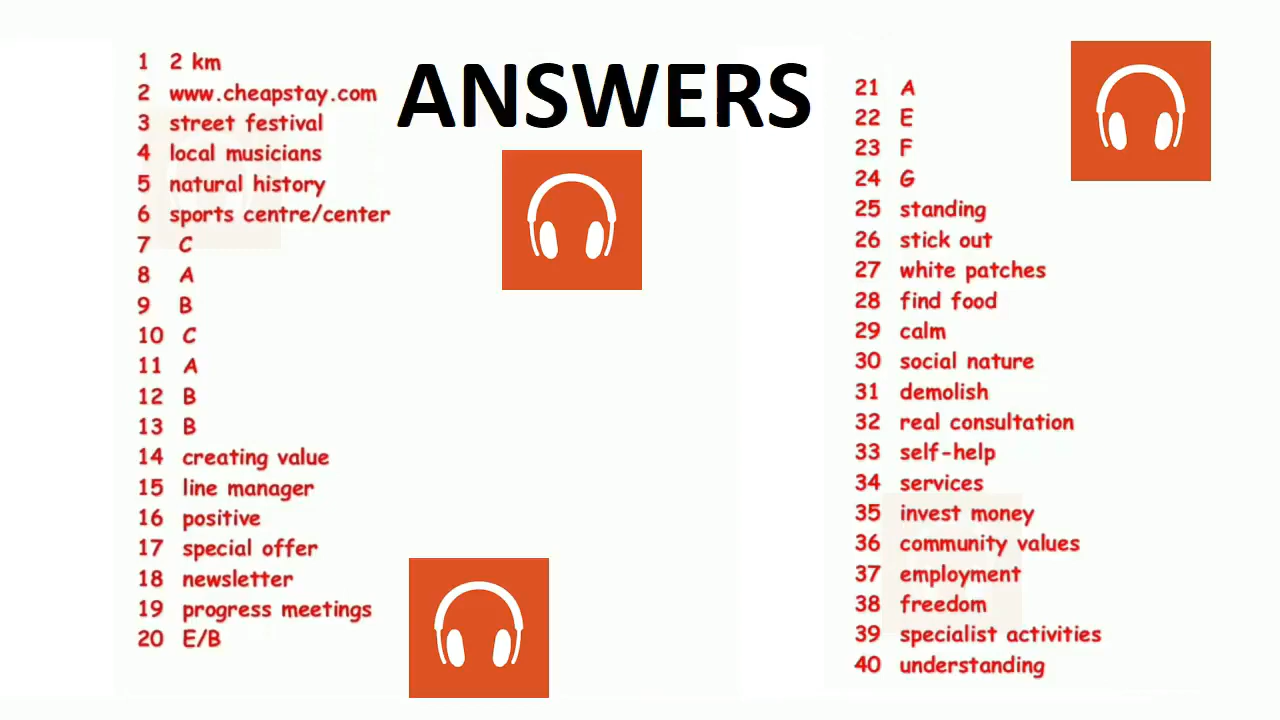 ANSWERS
1 2 km
2 www.cheapstay.com
3 street festival
4 local musicians
5 natural history
6 sports centre/center
7 C
8 A
9 B
10 C
11 A
12 B
13 B
14 creating value
15 line manager
16 positive
17 special offer
18 newsletter
19 progress meetings
20 E/B
21 A
22 E
23 F
24 G
25 standing
26 stick out
27 white patches
28 find food
29 calm
30 social nature
31 demolish
32 real consultation
33 self-help
34 services
35 invest money
36 community values
37 employment
38 freedom
39 specialist activities
40 understanding